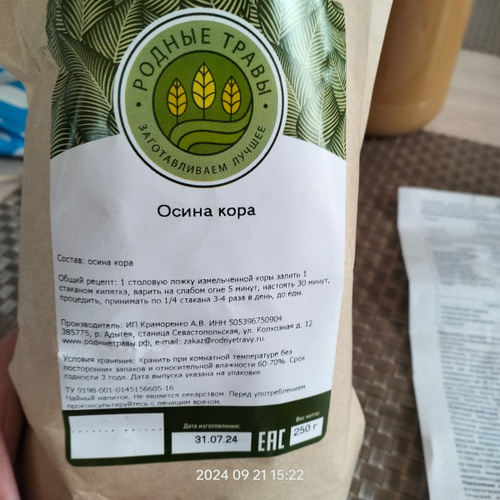 РОДНЫЕ ТРАВЫ
ЗАГОТАВЛИВАЕМ ЛУЧШЕЕ
Осина кора
Состав: осина кора
Общий рецепт: 1 столовую ложку измельченной коры залить 1
стаканом кипятка, варить на слабом огне 5 минут, настоять 30 минут,
процедить, принимать по 1/4 стакана 3-4 раза в день, до еды.
Производитель: ИП Краморенко А.В. ИНН 505396750904
385775, р. Адыгея, станица Севастопольская, ул. Колхозная д. 12
www.родныетравы.рф, e-mail: zakaz@rodnyetravy.ru.
Условия хранения: Хранить при комнатной температуре без
посторонних запахов и относительной влажности 60-70%. Срок
годности 3 года. Дата выпуска указана на упаковке.
ТУ 9198-001-0145156605-16
Чайный напиток. Не является лекарством. Перед употреблением
проконсультируйтесь с лечащим врачом.
Дата изготовления:
31.07.24
EAC
Вес нетто:
250 г
2024 09 21 15:22